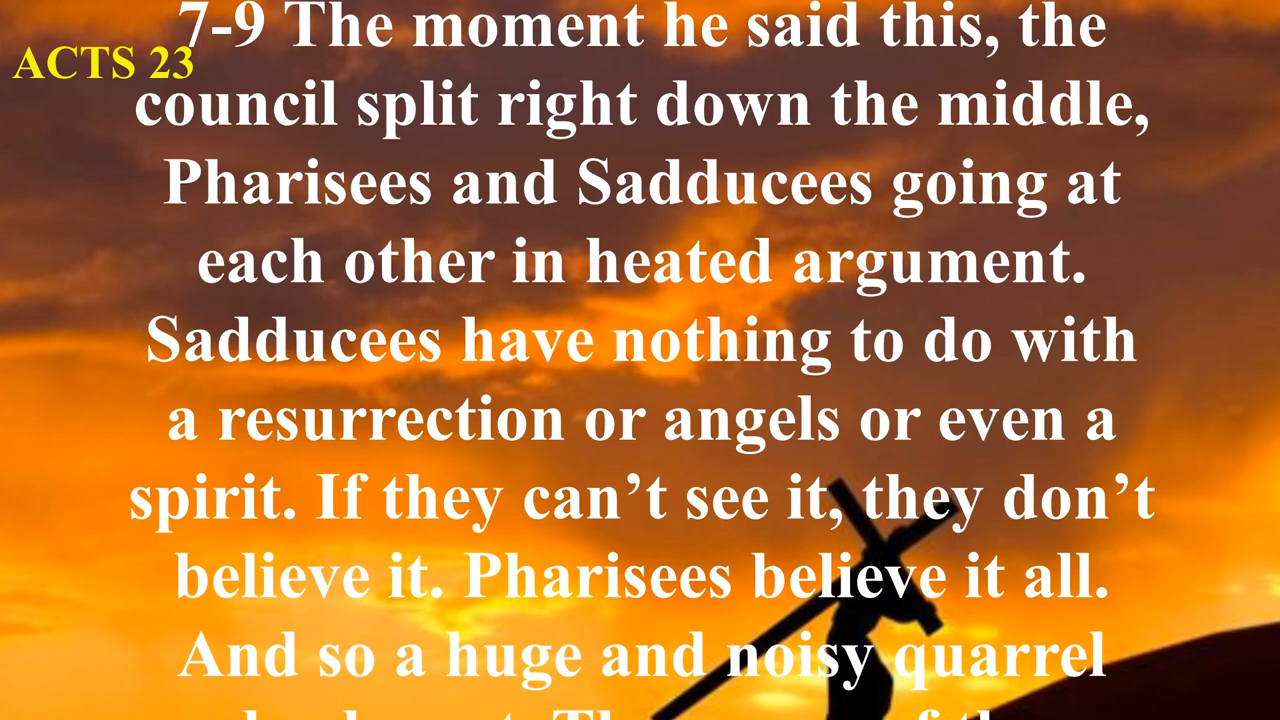 7-9 The moment he said this, the
ACTS 23
council split right down the middle,
Pharisees and Sadducees going at
each other in heated argument.
Sadducees have nothing to do with
a resurrection or angels or even a
spirit. If they can’t see it, they don’t
believe it. Pharisees believe it all.
And so a huge and noisy quarrel